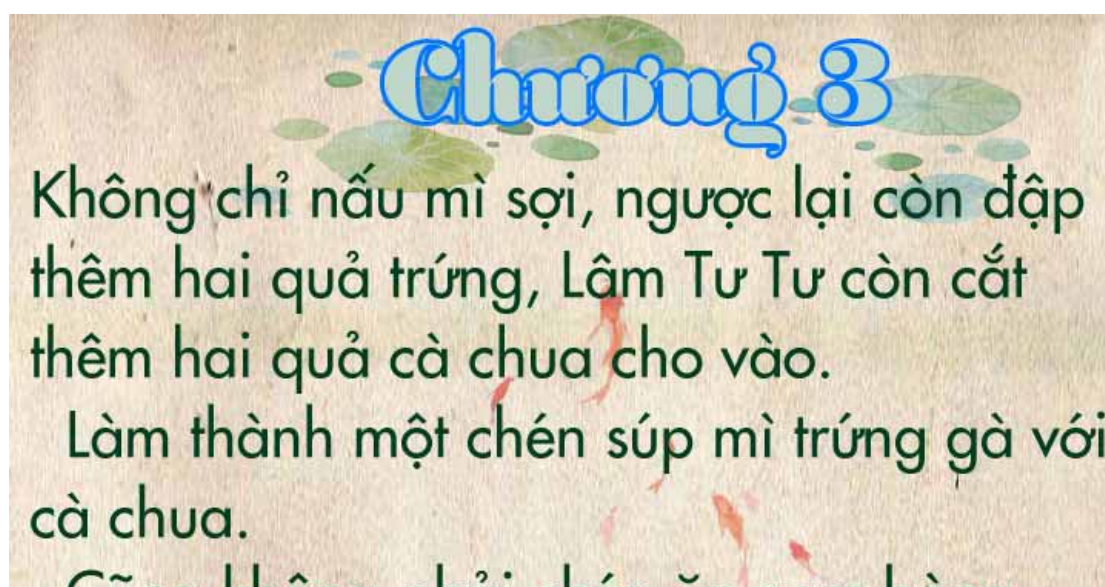 Chương 3
Không chỉ nấu mì sợi, ngược lại còn đập
thêm hai quả trứng, Lâm Tư Tư còn cắt
thêm hai quả cà chua cho vào.
Làm thành một chén súp mì trứng gà với
cà chua.